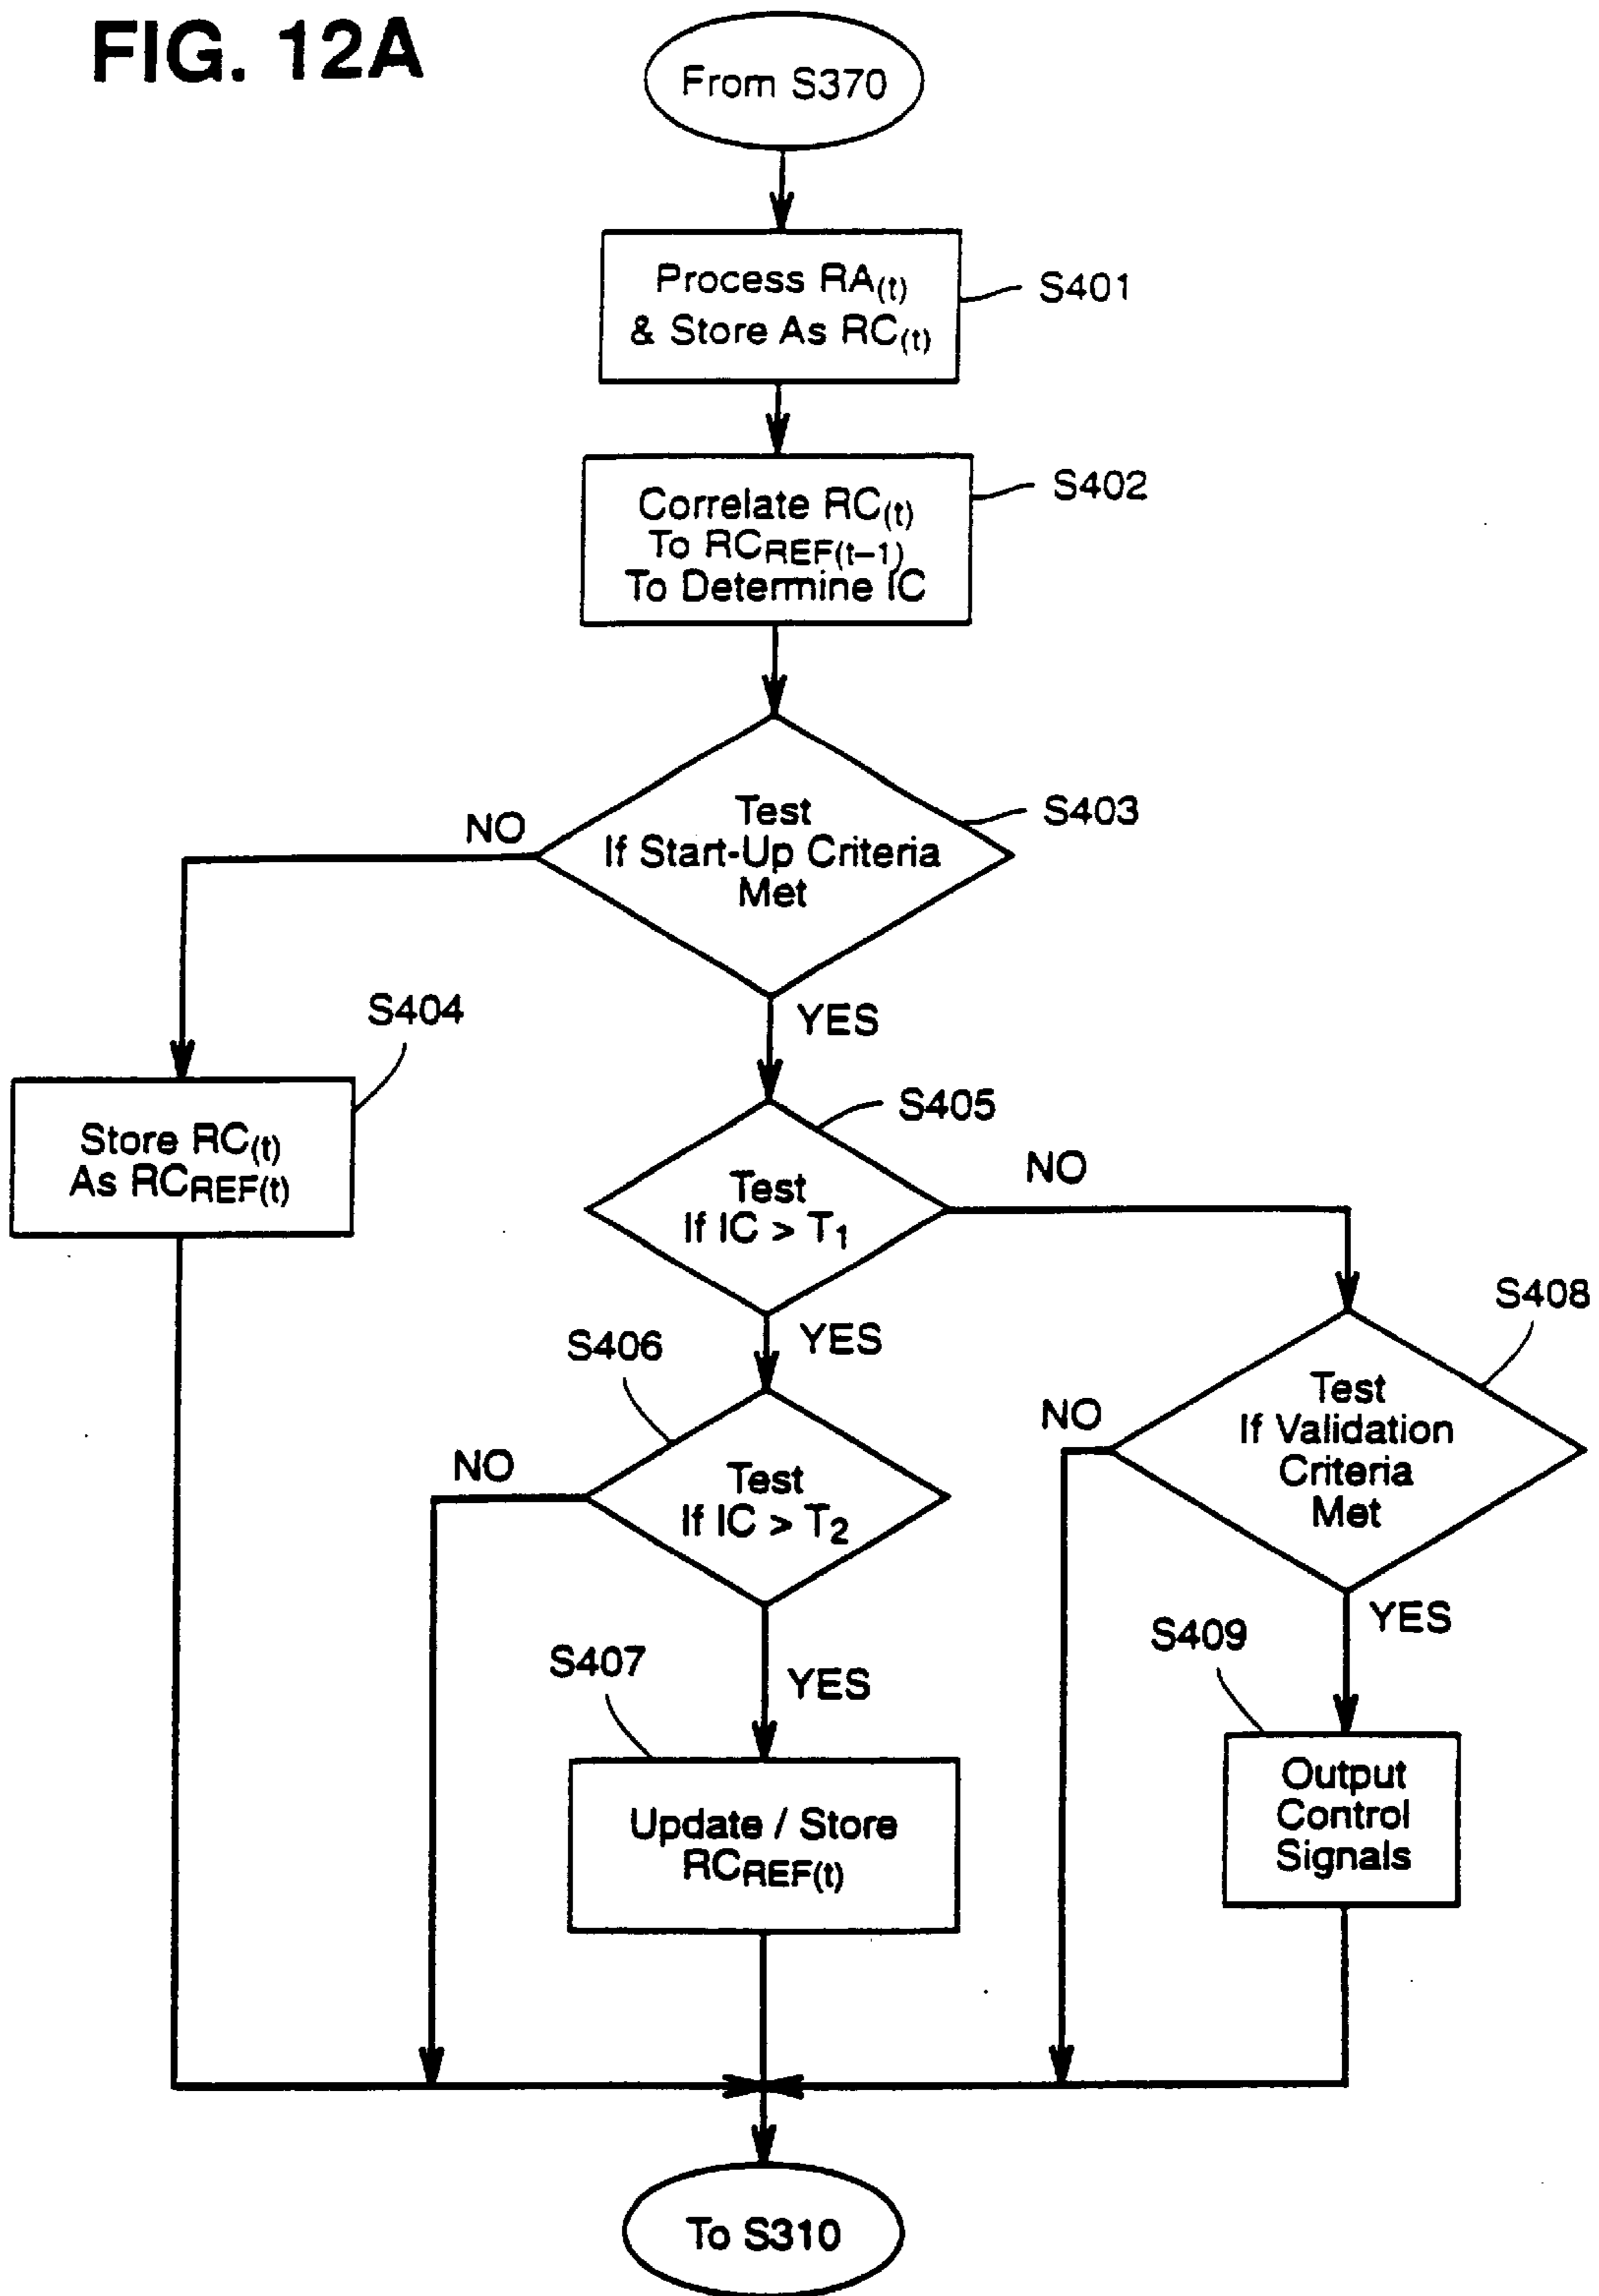 FIG. 12A
From S370
Process RA(t)
& Store As RC(t)
S401
Correlate RC(t)
To RCREF(t-1)
To Determine IC
S402
Test
If Start-Up Criteria
Met
S403
NO
YES
S404
Store RC(t)
As RCREF(t)
S405
Test
If IC > T1
NO
YES
S406
Test
If IC > T2
NO
YES
S408
Test
If Validation
Criteria
Met
NO
YES
S407
Update / Store
RCREF(t)
S409
Output
Control
Signals
To S310